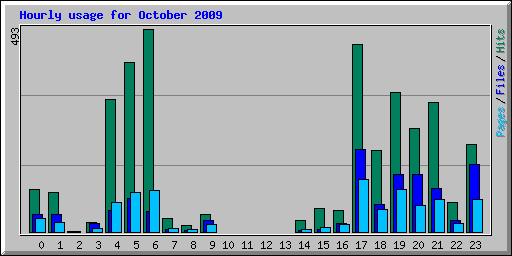 Hourly usage for October 2009
493
Pages / Files / Hits
0 1 2 3 4 5 6 7 8 9 10 11 12 13 14 15 16 17 18 19 20 21 22 23